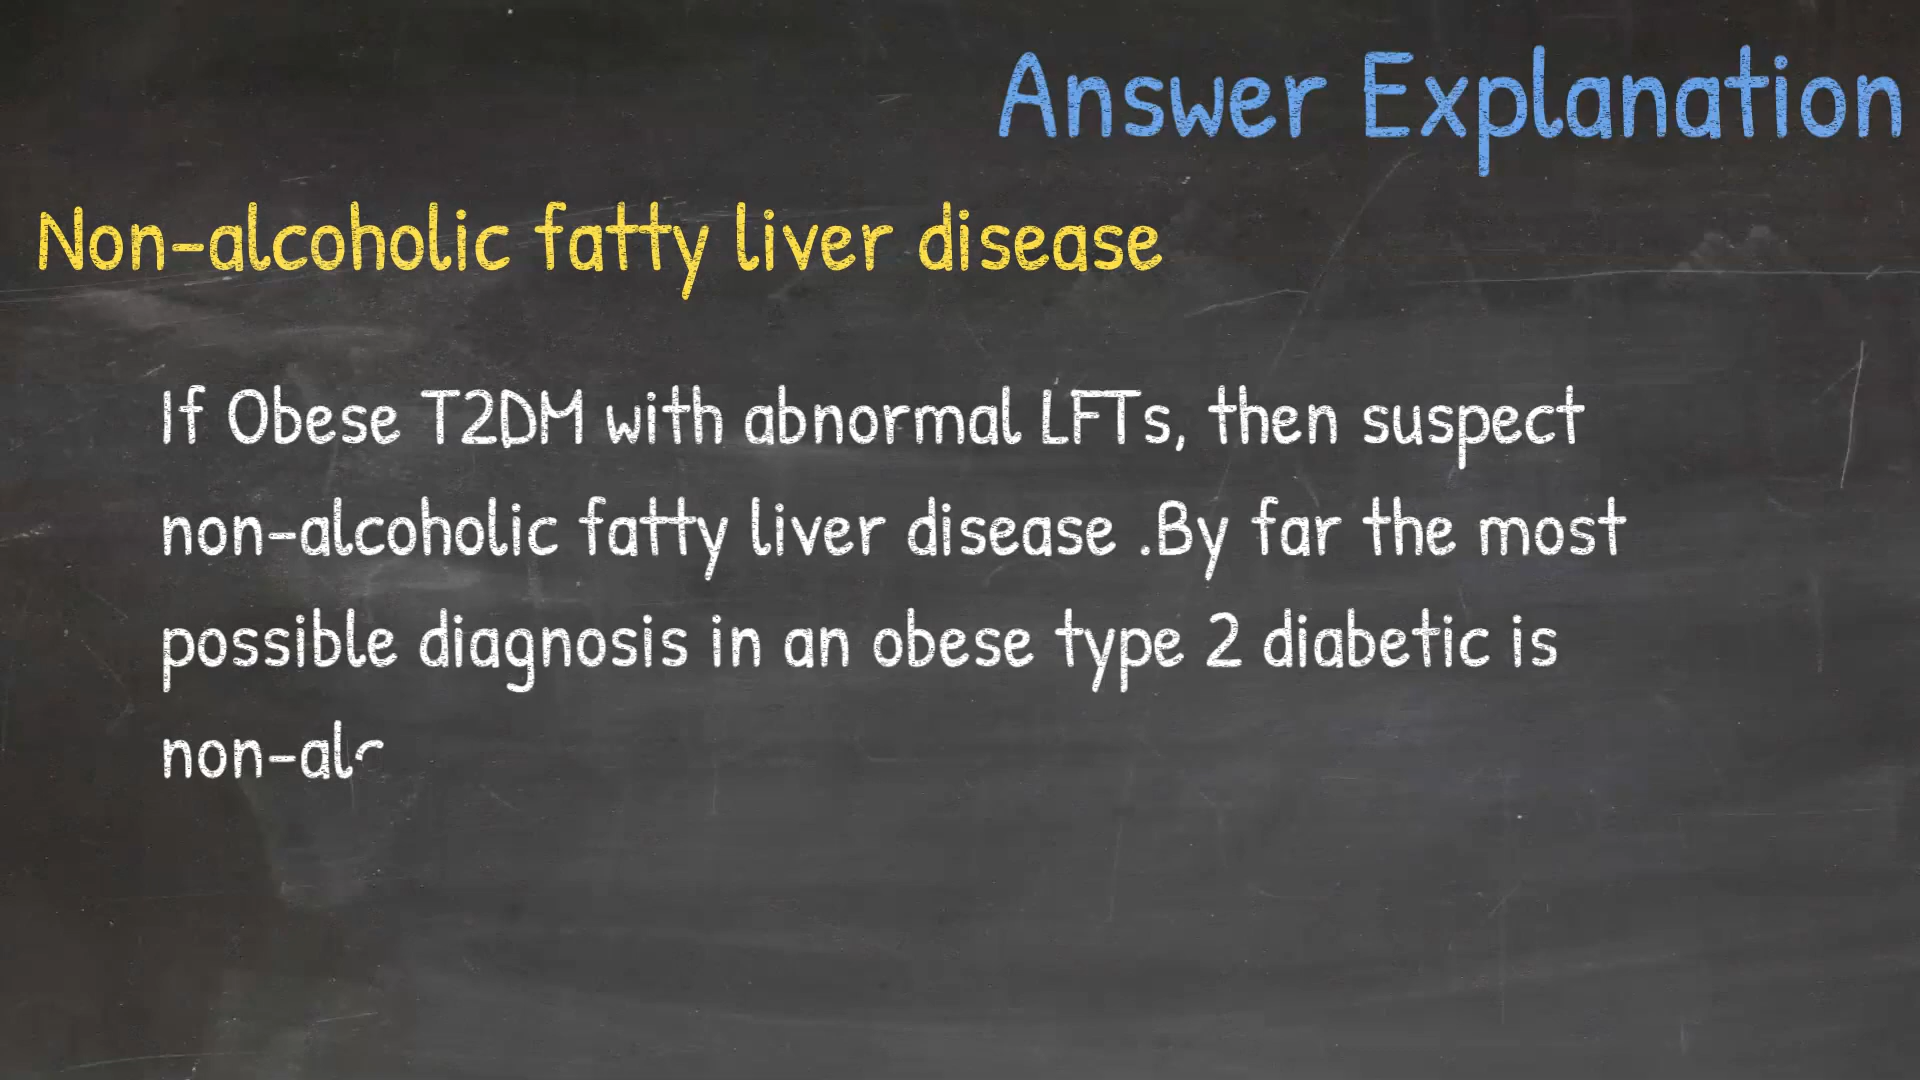 Answer Explanation
Non-alcoholic fatty liver disease
If Obese T2DM with abnormal LFTs, then suspect
non-alcoholic fatty liver disease .By far the most
possible diagnosis in an obese type 2 diabetic is
non-alc